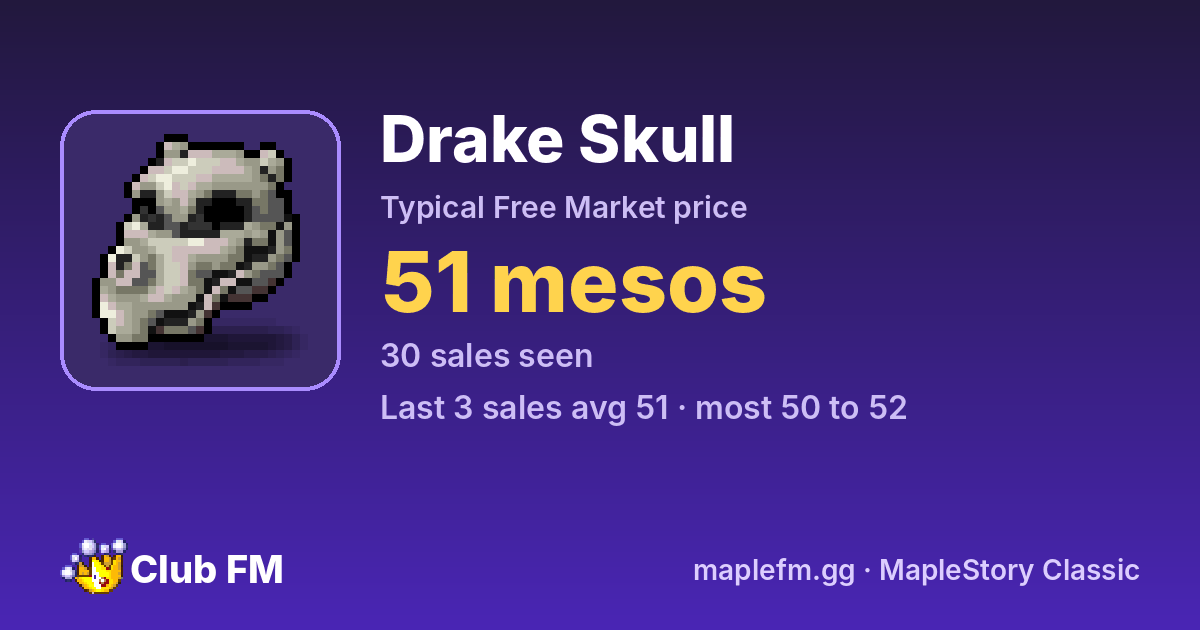 Drake Skull
Typical Free Market price
51 mesos
30 sales seen
Last 3 sales avg 51 · most 50 to 52
Club FM
maplefm.gg · MapleStory Classic